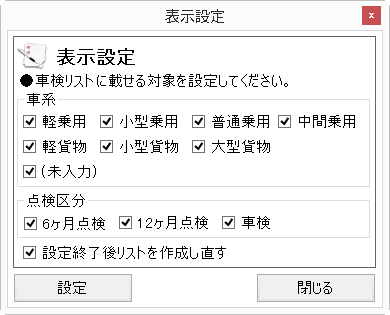 表示設定
x
表示設定
●車検リストに載せる対象を設定してください。
車系
軽乗用 小型乗用 普通乗用 中間乗用
軽貨物 小型貨物 大型貨物
(未入力)
点検区分
6ヶ月点検 12ヶ月点検 車検
設定終了後リストを作成し直す
設定 閉じる